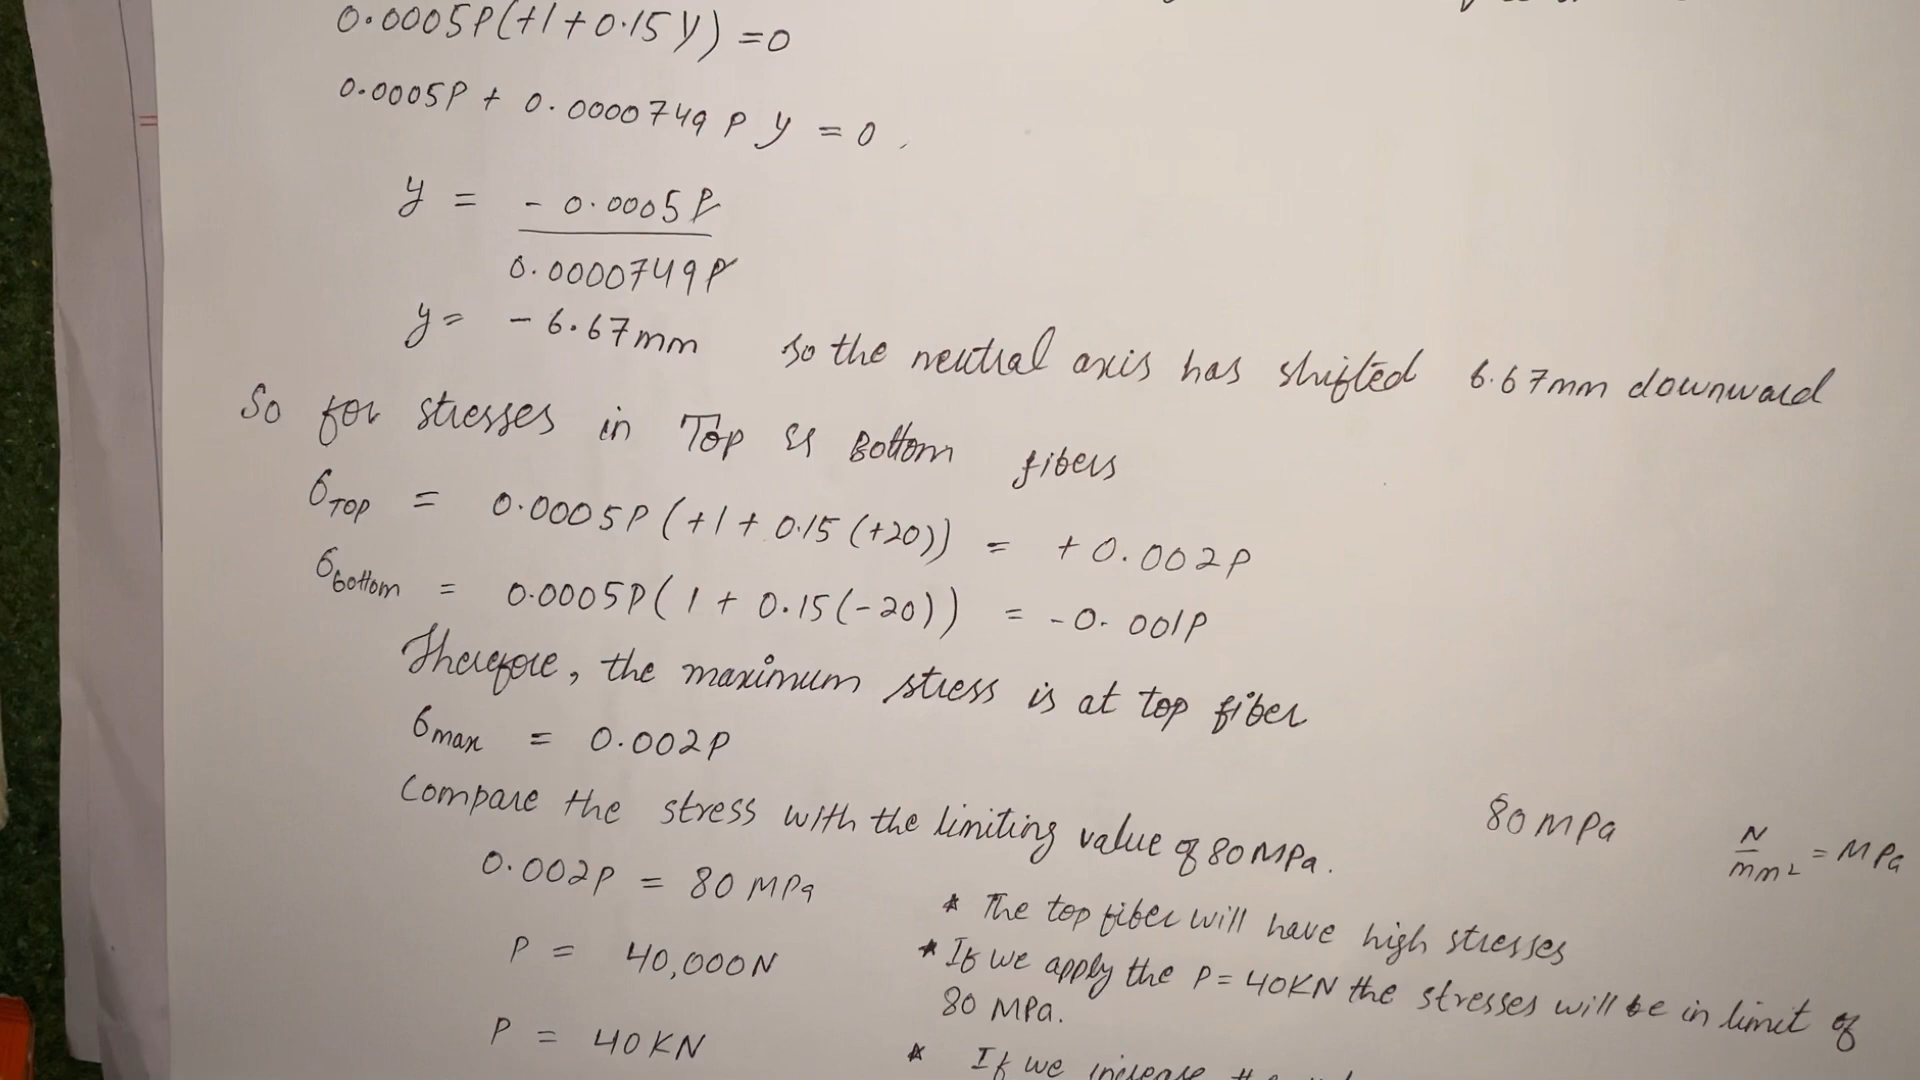 0.0005P(+1+0.15y) =0
0.0005P + 0.0000749 P y = 0
y = - 0.0005P
0.0000749P
y= - 6.67mm so the neutral axis has shifted 6.67mm downward
So for stresses in Top & Bottom fibers
σTOP = 0.0005P (+1 + 0.15 (+20)) = + 0.002P
σbottom = 0.0005P ( 1 + 0.15(-20)) = -0.001P
Therefore, the maximum stress is at top fiber
σmax = 0.002P
Compare the stress with the limiting value of 80MPa.
80 MPa N/mm2 = MPa
0.002P = 80 MPa
* The top fiber will have high stresses
P = 40,000N
* If we apply the P= 40KN the stresses will be in limit of
80 MPa.
P = 40KN
* If we increase the